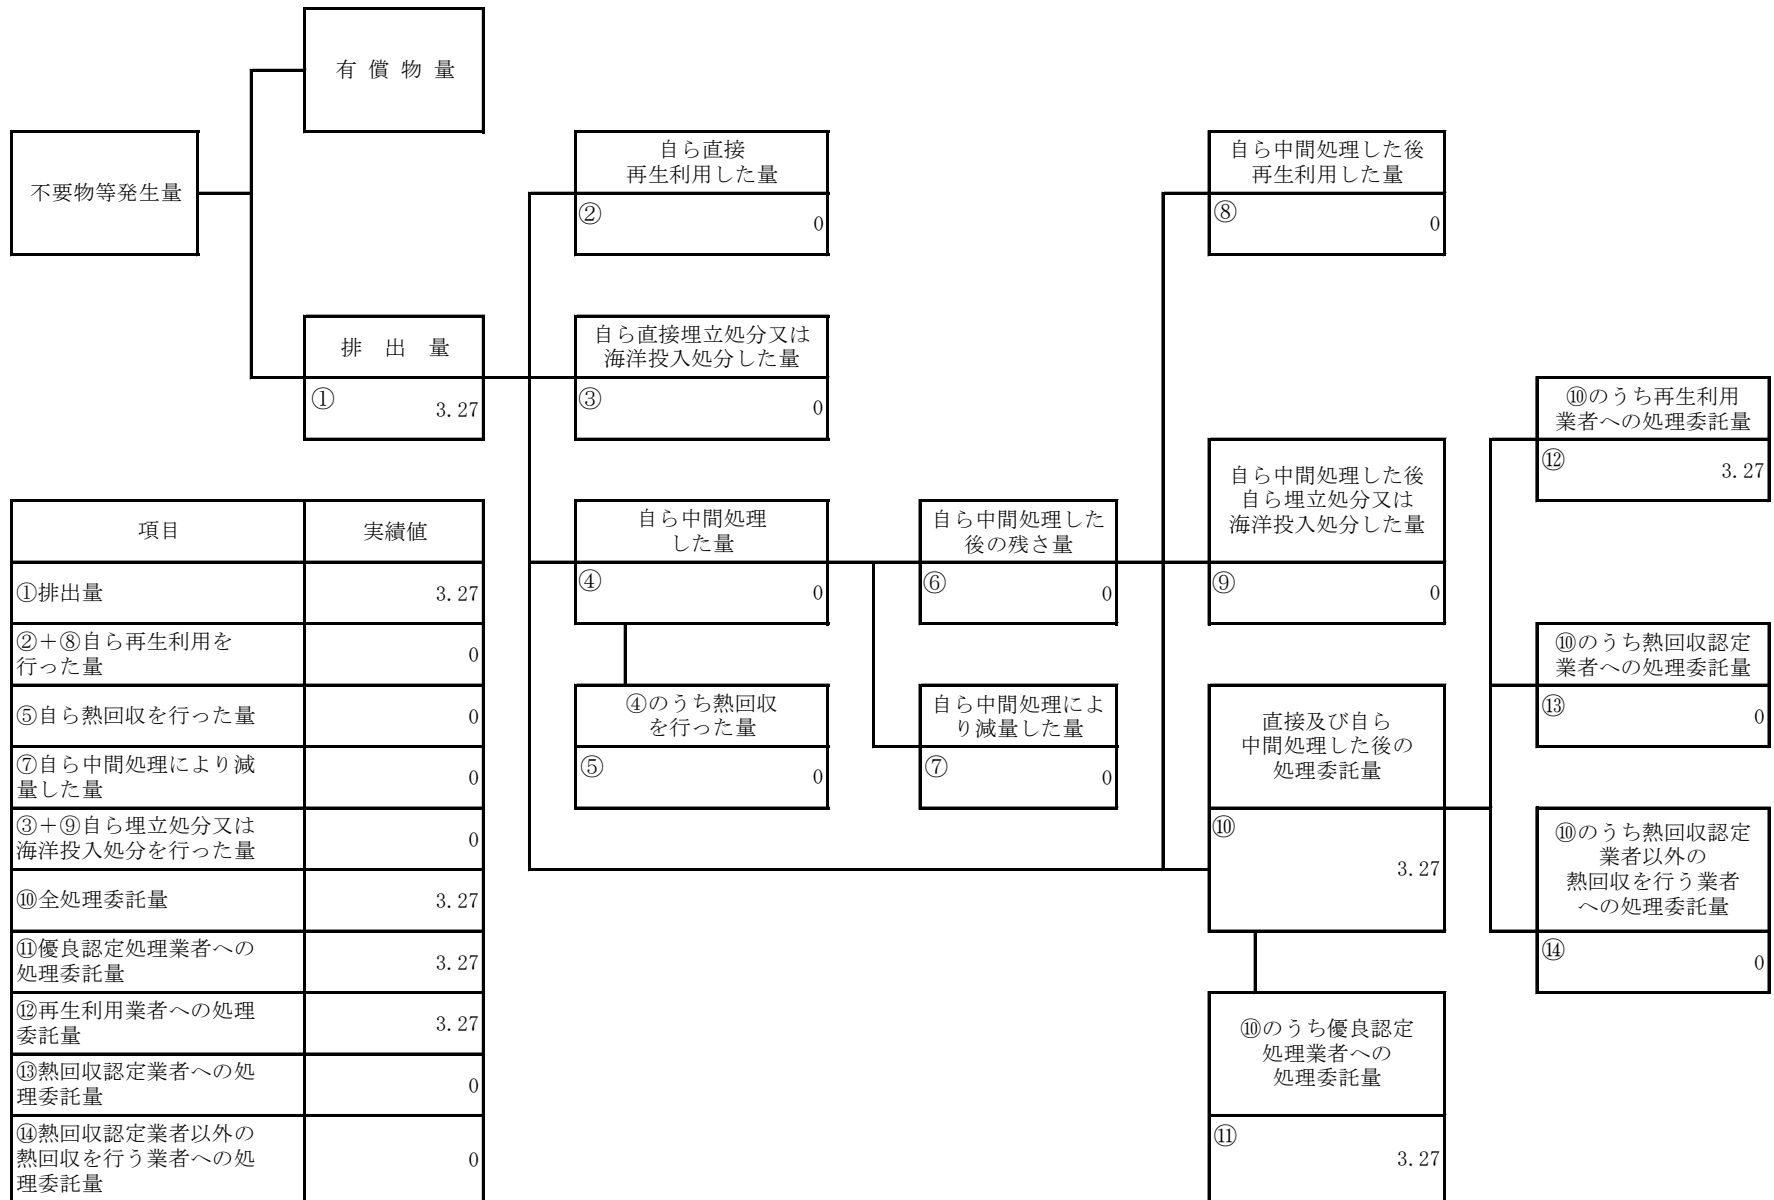 有償物量
不要物等発生量
自ら直接
再生利用した量
②
0
自ら中間処理した後
再生利用した量
⑧
0
排出量
①
3.27
自ら直接埋立処分又は
海洋投入処分した量
③
0
⑩のうち再生利用
業者への処理委託量
⑫
3.27
自ら中間処理
した量
④
0
自ら中間処理した
後の残さ量
⑥
0
自ら中間処理した後
自ら埋立処分又は
海洋投入処分した量
⑨
0
⑩のうち熱回収認定
業者への処理委託量
⑬
0
④のうち熱回収
を行った量
⑤
0
自ら中間処理によ
り減量した量
⑦
0
直接及び自ら
中間処理した後の
処理委託量
⑩
3.27
⑩のうち熱回収認定
業者以外の
熱回収を行う業者
への処理委託量
⑭
0
⑩のうち優良認定
処理業者への
処理委託量
⑪
3.27
項目 実績値
①排出量 3.27
②+⑧自ら再生利用を
行った量 0
⑤自ら熱回収を行った量 0
⑦自ら中間処理により減
量した量 0
③+⑨自ら埋立処分又は
海洋投入処分を行った量 0
⑩全処理委託量 3.27
⑪優良認定処理業者への
処理委託量 3.27
⑫再生利用業者への処理
委託量 3.27
⑬熱回収認定業者への処
理委託量 0
⑭熱回収認定業者以外の
熱回収を行う業者への処
理委託量 0